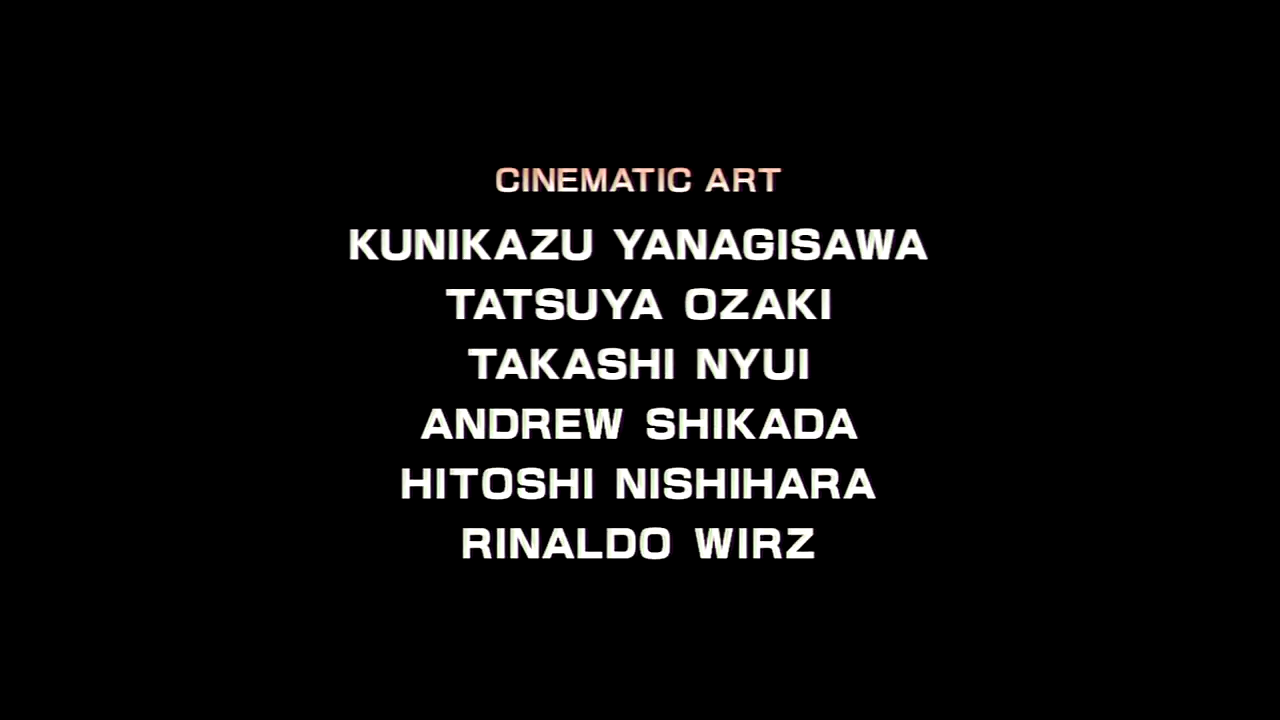 CINEMATIC ART
KUNIKAZU YANAGISAWA
TATSUYA OZAKI
TAKASHI NYUI
ANDREW SHIKADA
HITOSHI NISHIHARA
RINALDO WIRZ